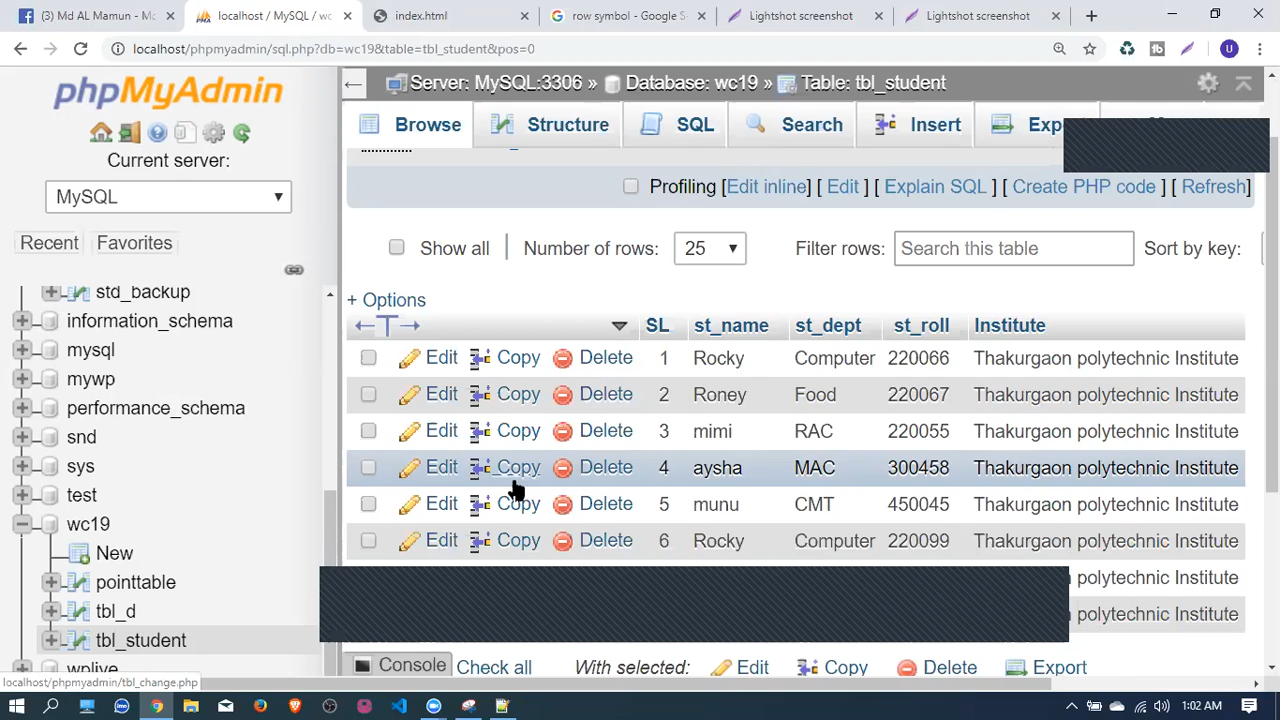 (3) Md AL Mamun - M
localhost / MySQL / wc
index.html
row symbol - Google S
Lightshot screenshot
Lightshot screenshot
localhost/phpmyadmin/sql.php?db=wc19&table=tbl_student&pos=0
phpMyAdmin
Current server:
MySQL
Recent Favorites
std_backup
information_schema
mysql
mywp
performance_schema
snd
sys
test
wc19
New
pointtable
tbl_d
tbl_student
wplive
localhost/phpmyadmin/tbl_change.php
Server: MySQL:3306 » Database: wc19 » Table: tbl_student
Browse Structure SQL Search Insert Exp
Profiling [Edit inline] [ Edit ] [ Explain SQL ] [ Create PHP code ] [ Refresh]
Show all Number of rows: 25 Filter rows: Search this table Sort by key:
+ Options
←T→ SL st_name st_dept st_roll Institute
Edit Copy Delete 1 Rocky Computer 220066 Thakurgaon polytechnic Institute
Edit Copy Delete 2 Roney Food 220067 Thakurgaon polytechnic Institute
Edit Copy Delete 3 mimi RAC 220055 Thakurgaon polytechnic Institute
Edit Copy Delete 4 aysha MAC 300458 Thakurgaon polytechnic Institute
Edit Copy Delete 5 munu CMT 450045 Thakurgaon polytechnic Institute
Edit Copy Delete 6 Rocky Computer 220099 Thakurgaon polytechnic Institute
polytechnic Institute
polytechnic Institute
Console Check all With selected: Edit Copy Delete Export
1:02 AM